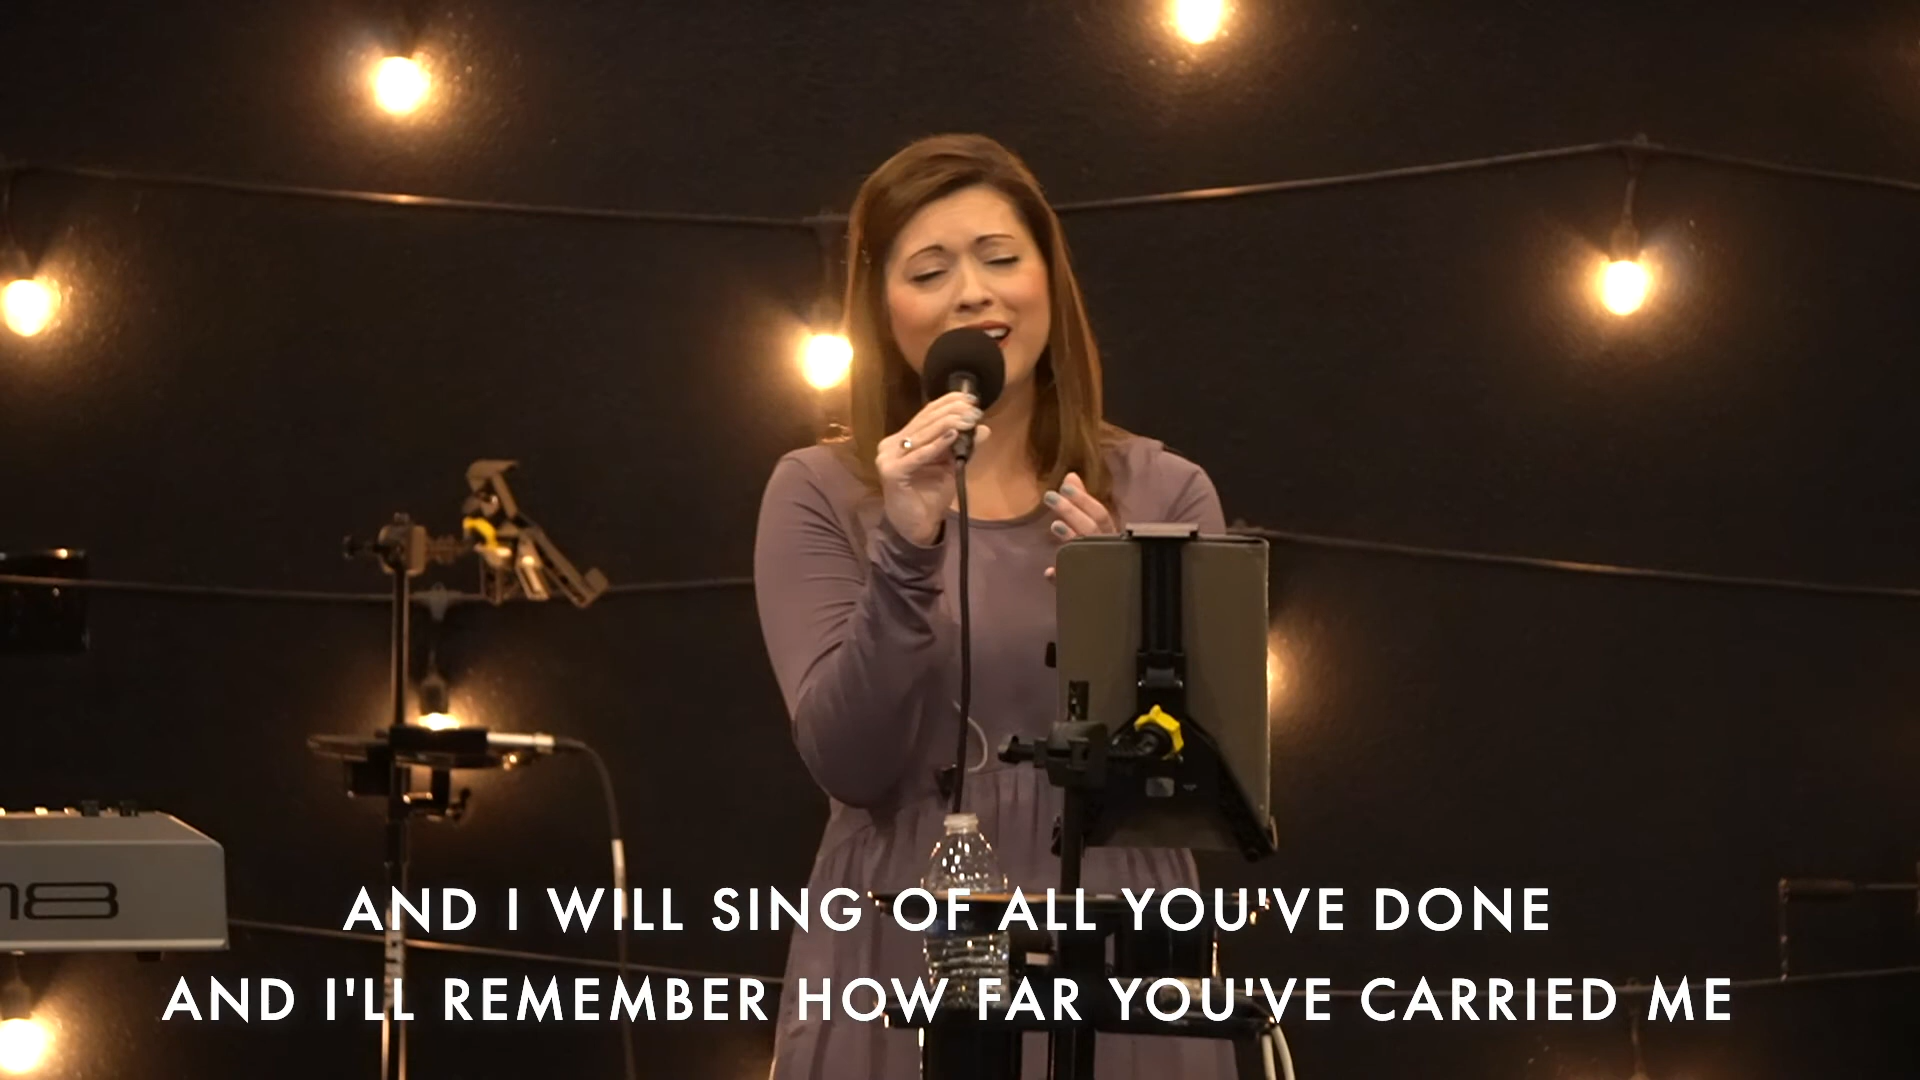 AND I WILL SING OF ALL YOU'VE DONE
AND I'LL REMEMBER HOW FAR YOU'VE CARRIED ME